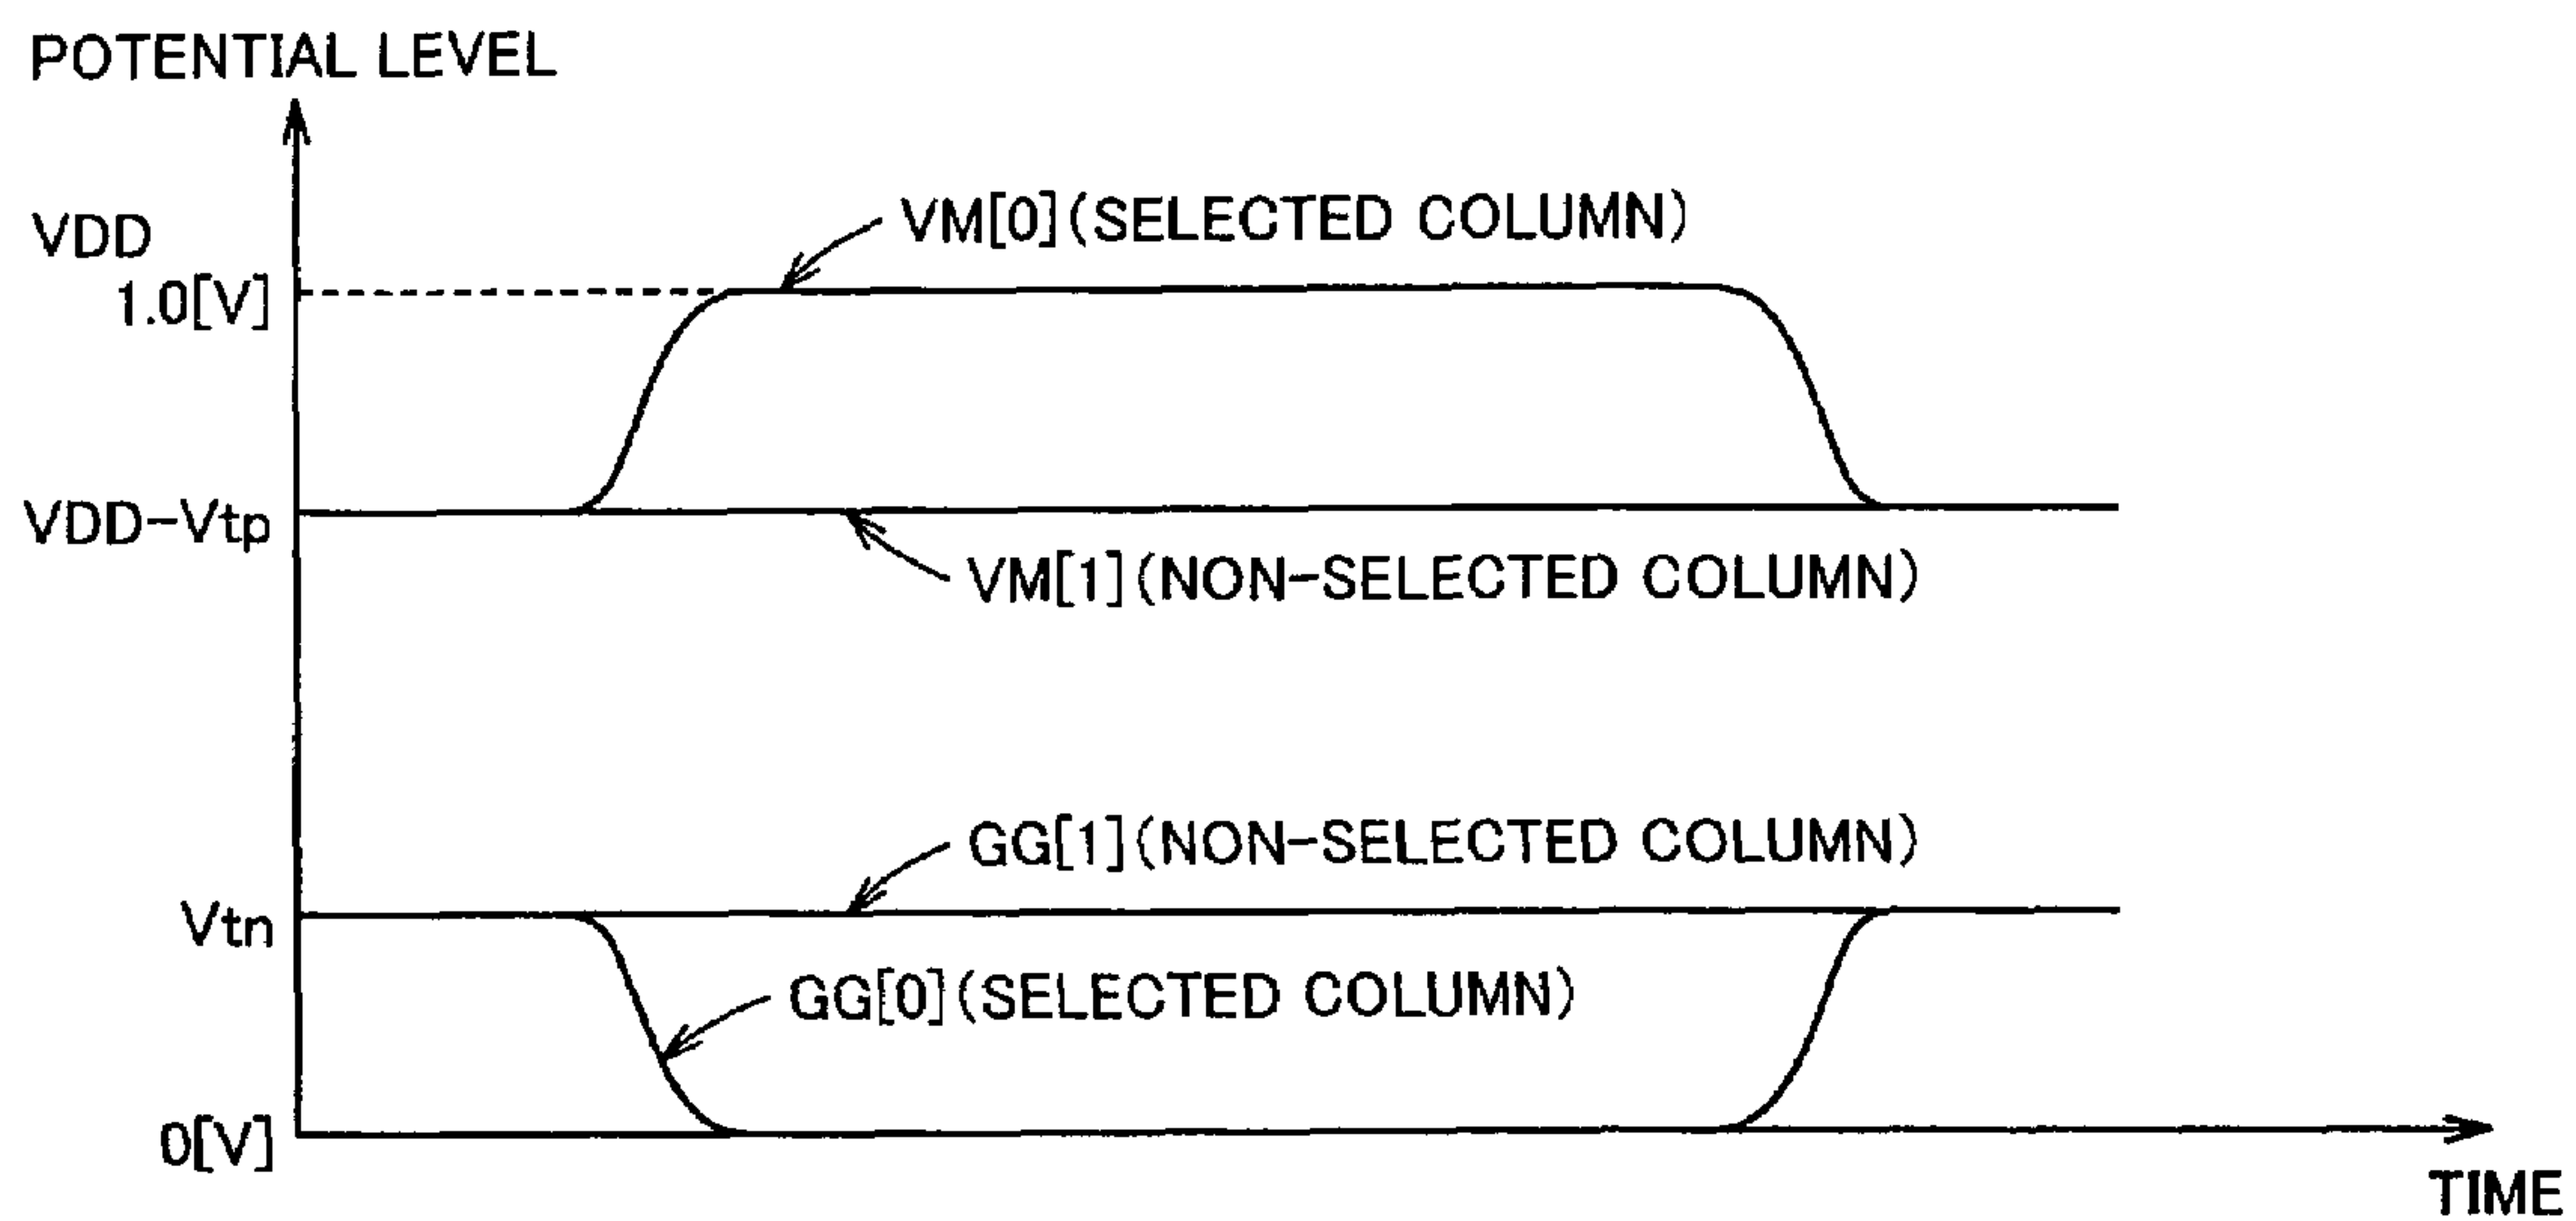 POTENTIAL LEVEL
VDD
1.0[V]
VM[0](SELECTED COLUMN)
VDD-Vtp
VM[1](NON-SELECTED COLUMN)
GG[1](NON-SELECTED COLUMN)
Vtn
GG[0](SELECTED COLUMN)
0[V]
TIME